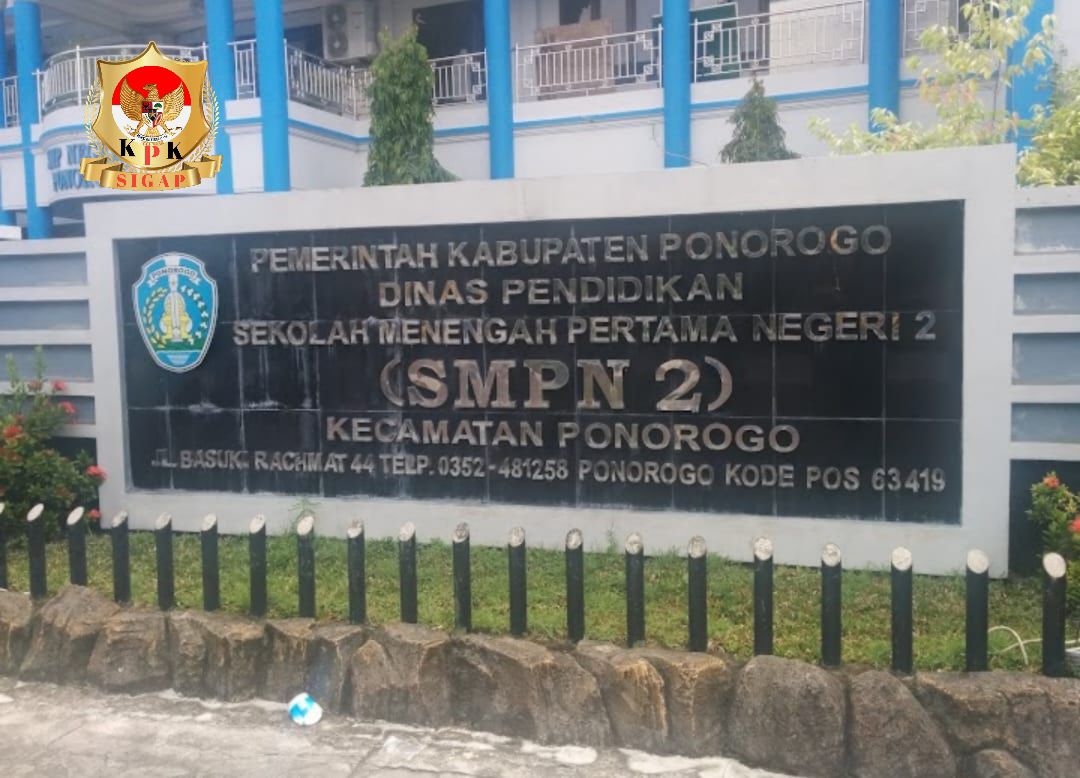 KPK
SIGAP
PONOROGO
PEMERINTAH KABUPATEN PONOROGO
DINAS PENDIDIKAN
SEKOLAH MENENGAH PERTAMA NEGERI 2
(SMPN 2)
KECAMATAN PONOROGO
JL. BASUKI RACHMAT 44 TELP. 0352-481258 PONOROGO KODE POS 63419